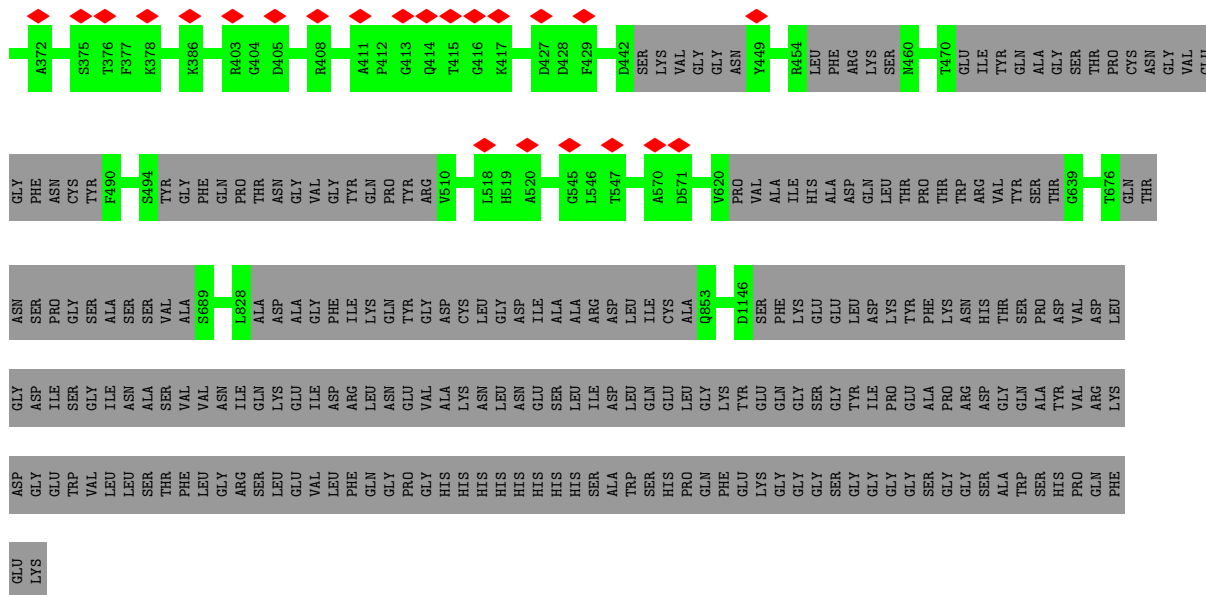 A372 S375 T376 F377 K378 K386 R403 G404 D405 R408 A411 P412 G413 Q414 T415 G416 K417 D427 D428 F429 D442 SER LYS VAL GLY GLY ASN Y449 R454 LEU PHE ARG LYS SER N460 T470 GLU ILE TYR GLN ALA GLY SER THR PRO CYS ASN GLY VAL GLU
GLY PHE ASN CYS TYR F490 S494 TYR GLY PHE GLN PRO THR ASN GLY VAL GLY TYR GLN PRO TYR ARG V510 L518 H519 A520 G545 L546 T547 A570 D571 V620 PRO VAL ALA ILE HIS ALA ASP GLN LEU THR PRO THR TRP ARG VAL TYR SER THR G639 T676 GLN THR
ASN SER PRO GLY SER ALA SER SER VAL ALA S689 L828 ALA ASP ALA GLY PHE ILE LYS GLN TYR GLY ASP CYS LEU GLY ASP ILE ALA ALA ARG ASP LEU ILE CYS ALA Q853 D1146 SER PHE LYS GLU GLU LEU ASP LYS TYR PHE LYS ASN HIS THR SER PRO ASP VAL ASP LEU
GLY ASP ILE SER GLY ILE ASN ALA SER VAL VAL ASN ILE GLN LYS GLU ILE ASP ARG LEU ASN GLU VAL ALA LYS ASN LEU ASN GLU SER LEU ILE ASP LEU GLN GLU LEU GLY LYS TYR GLU GLN GLY SER GLY TYR ILE PRO GLU ALA PRO ARG ASP GLY GLN ALA TYR VAL ARG LYS
ASP GLY GLU TRP VAL LEU LEU SER THR PHE LEU GLY ARG SER LEU GLU VAL LEU PHE GLN GLY PRO GLY HIS HIS HIS HIS HIS HIS HIS HIS SER ALA TRP SER HIS PRO GLN PHE GLU LYS GLY GLY GLY SER GLY GLY GLY GLY SER GLY GLY SER ALA TRP SER HIS PRO GLN PHE
GLU LYS